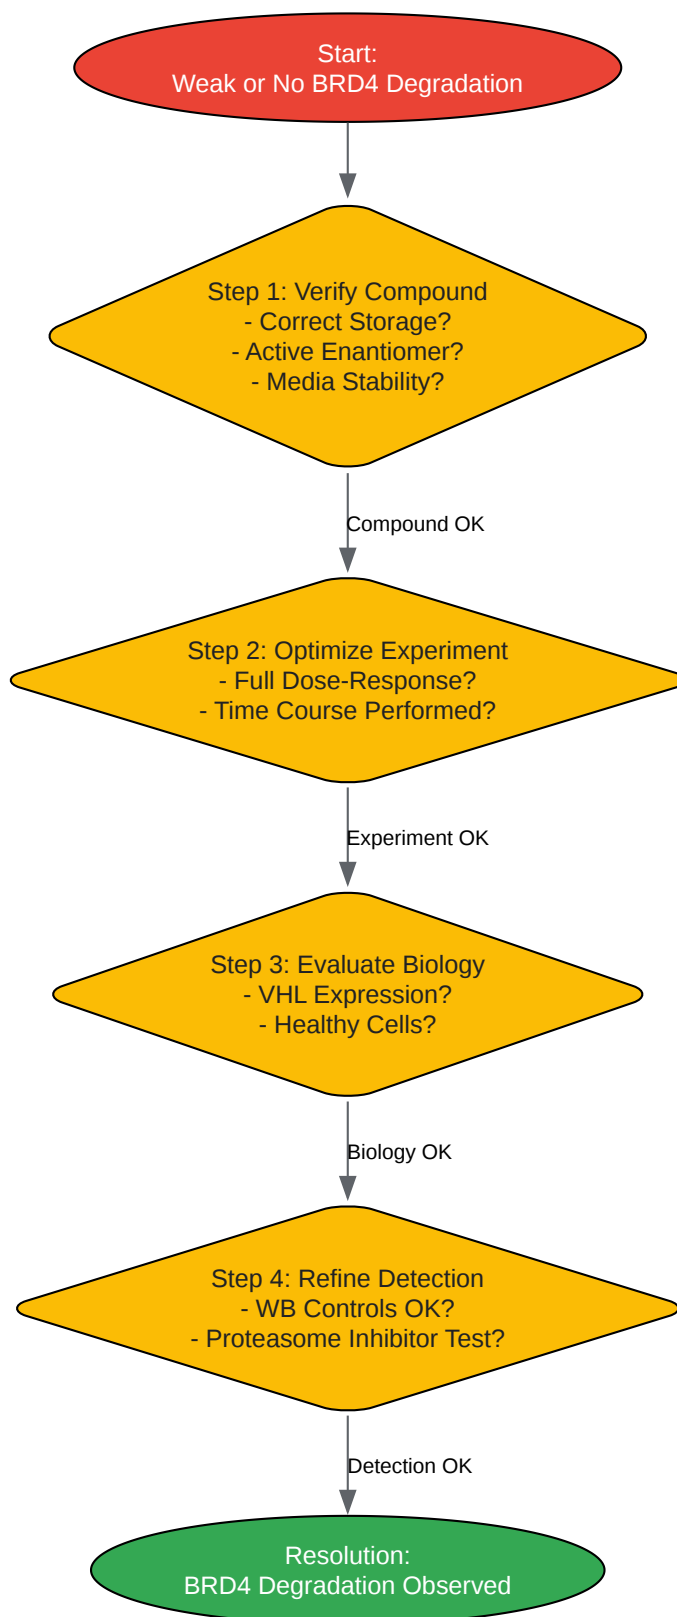 Start:
Weak or No BRD4 Degradation
Step 1: Verify Compound
- Correct Storage?
- Active Enantiomer?
- Media Stability?
Compound OK
Step 2: Optimize Experiment
- Full Dose-Response?
- Time Course Performed?
Experiment OK
Step 3: Evaluate Biology
- VHL Expression?
- Healthy Cells?
Biology OK
Step 4: Refine Detection
- WB Controls OK?
- Proteasome Inhibitor Test?
Detection OK
Resolution:
BRD4 Degradation Observed